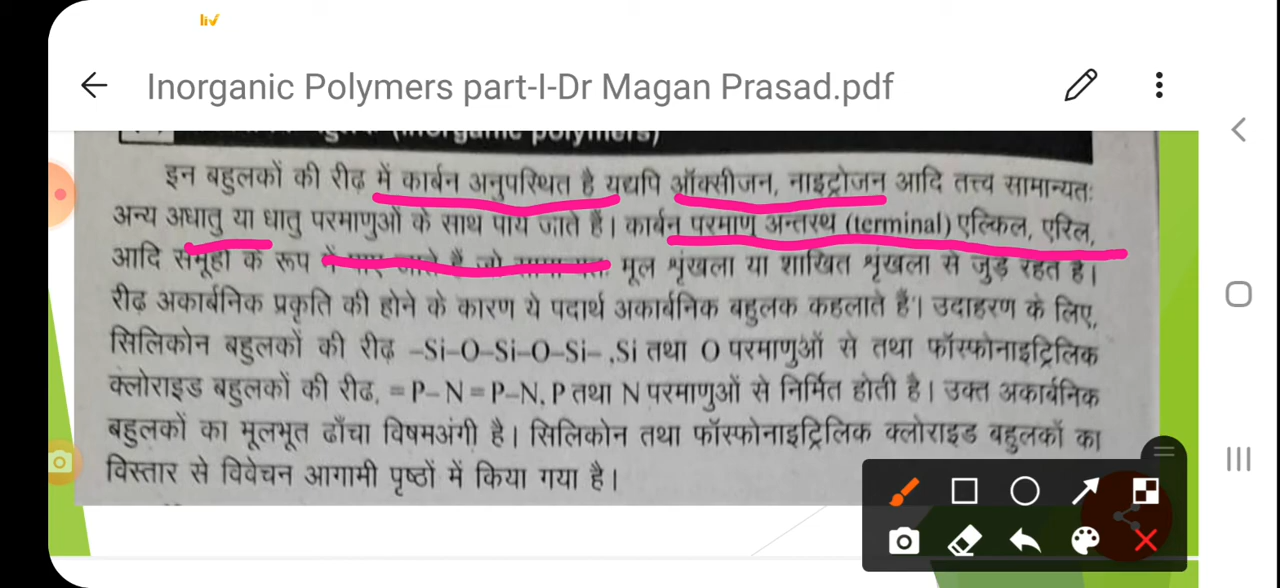 liv
Inorganic Polymers part-I-Dr Magan Prasad.pdf
(inorganic polymers)
इन बहुलकों की रीढ़ में कार्बन अनुपस्थित है यद्यपि ऑक्सीजन, नाइट्रोजन आदि तत्त्व सामान्यतः
अन्य अधातु या धातु परमाणुओं के साथ पाये जाते हैं। कार्बन परमाणु अन्तस्थ (terminal) एल्किल, एरिल,
आदि समूहों के रूप में पाए जाते हैं जो मूल शृंखला या शाखित शृंखला से जुड़े रहते हैं।
रीढ़ अकार्बनिक प्रकृति की होने के कारण ये पदार्थ अकार्बनिक बहुलक कहलाते हैं। उदाहरण के लिए,
सिलिकोन बहुलकों की रीढ़ –Si–O–Si–O–Si– ,Si तथा O परमाणुओं से तथा फॉस्फोनाइट्रिलिक
क्लोराइड बहुलकों की रीढ, = P– N = P–N, P तथा N परमाणुओं से निर्मित होती है। उक्त अकार्बनिक
बहुलकों का मूलभूत ढाँचा विषमअंगी है। सिलिकोन तथा फॉस्फोनाइट्रिलिक क्लोराइड बहुलकों का
विस्तार से विवेचन आगामी पृष्ठों में किया गया है।